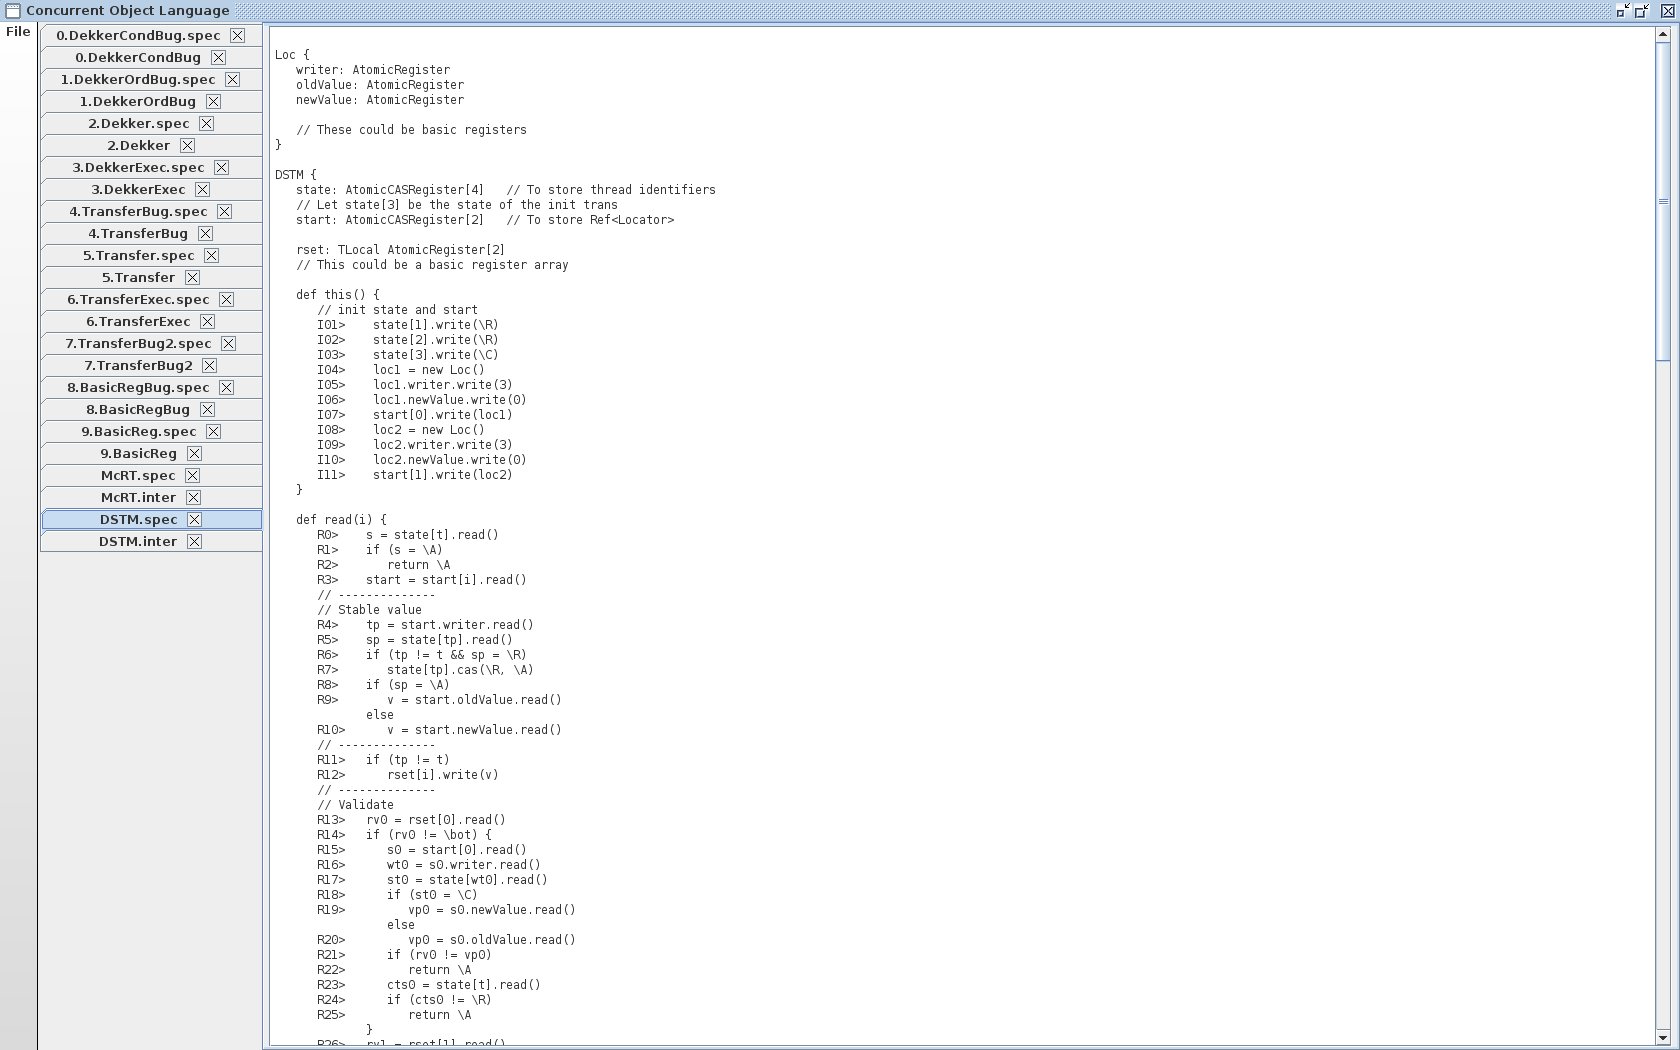 Concurrent Object Language
File
0.DekkerCondBug.spec
0.DekkerCondBug
1.DekkerOrdBug.spec
1.DekkerOrdBug
2.Dekker.spec
2.Dekker
3.DekkerExec.spec
3.DekkerExec
4.TransferBug.spec
4.TransferBug
5.Transfer.spec
5.Transfer
6.TransferExec.spec
6.TransferExec
7.TransferBug2.spec
7.TransferBug2
8.BasicRegBug.spec
8.BasicRegBug
9.BasicReg.spec
9.BasicReg
McRT.spec
McRT.inter
DSTM.spec
DSTM.inter
Loc {
writer: AtomicRegister
oldValue: AtomicRegister
newValue: AtomicRegister
// These could be basic registers
}
DSTM {
state: AtomicCASRegister[4]   // To store thread identifiers
// Let state[3] be the state of the init trans
start: AtomicCASRegister[2]   // To store Ref<Locator>
rset: TLocal AtomicRegister[2]
// This could be a basic register array
def this() {
// init state and start
I01>    state[1].write(\R)
I02>    state[2].write(\R)
I03>    state[3].write(\C)
I04>    loc1 = new Loc()
I05>    loc1.writer.write(3)
I06>    loc1.newValue.write(0)
I07>    start[0].write(loc1)
I08>    loc2 = new Loc()
I09>    loc2.writer.write(3)
I10>    loc2.newValue.write(0)
I11>    start[1].write(loc2)
}
def read(i) {
R0>    s = state[t].read()
R1>    if (s = \A)
R2>       return \A
R3>    start = start[i].read()
// --------------
// Stable value
R4>    tp = start.writer.read()
R5>    sp = state[tp].read()
R6>    if (tp != t && sp = \R)
R7>       state[tp].cas(\R, \A)
R8>    if (sp = \A)
R9>       v = start.oldValue.read()
else
R10>      v = start.newValue.read()
// --------------
R11>   if (tp != t)
R12>      rset[i].write(v)
// --------------
// Validate
R13>   rv0 = rset[0].read()
R14>   if (rv0 != \bot) {
R15>      s0 = start[0].read()
R16>      wt0 = s0.writer.read()
R17>      st0 = state[wt0].read()
R18>      if (st0 = \C)
R19>         vp0 = s0.newValue.read()
else
R20>         vp0 = s0.oldValue.read()
R21>      if (rv0 != vp0)
R22>         return \A
R23>      cts0 = state[t].read()
R24>      if (cts0 != \R)
R25>         return \A
}
R26>   rv1 = rset[1].read()